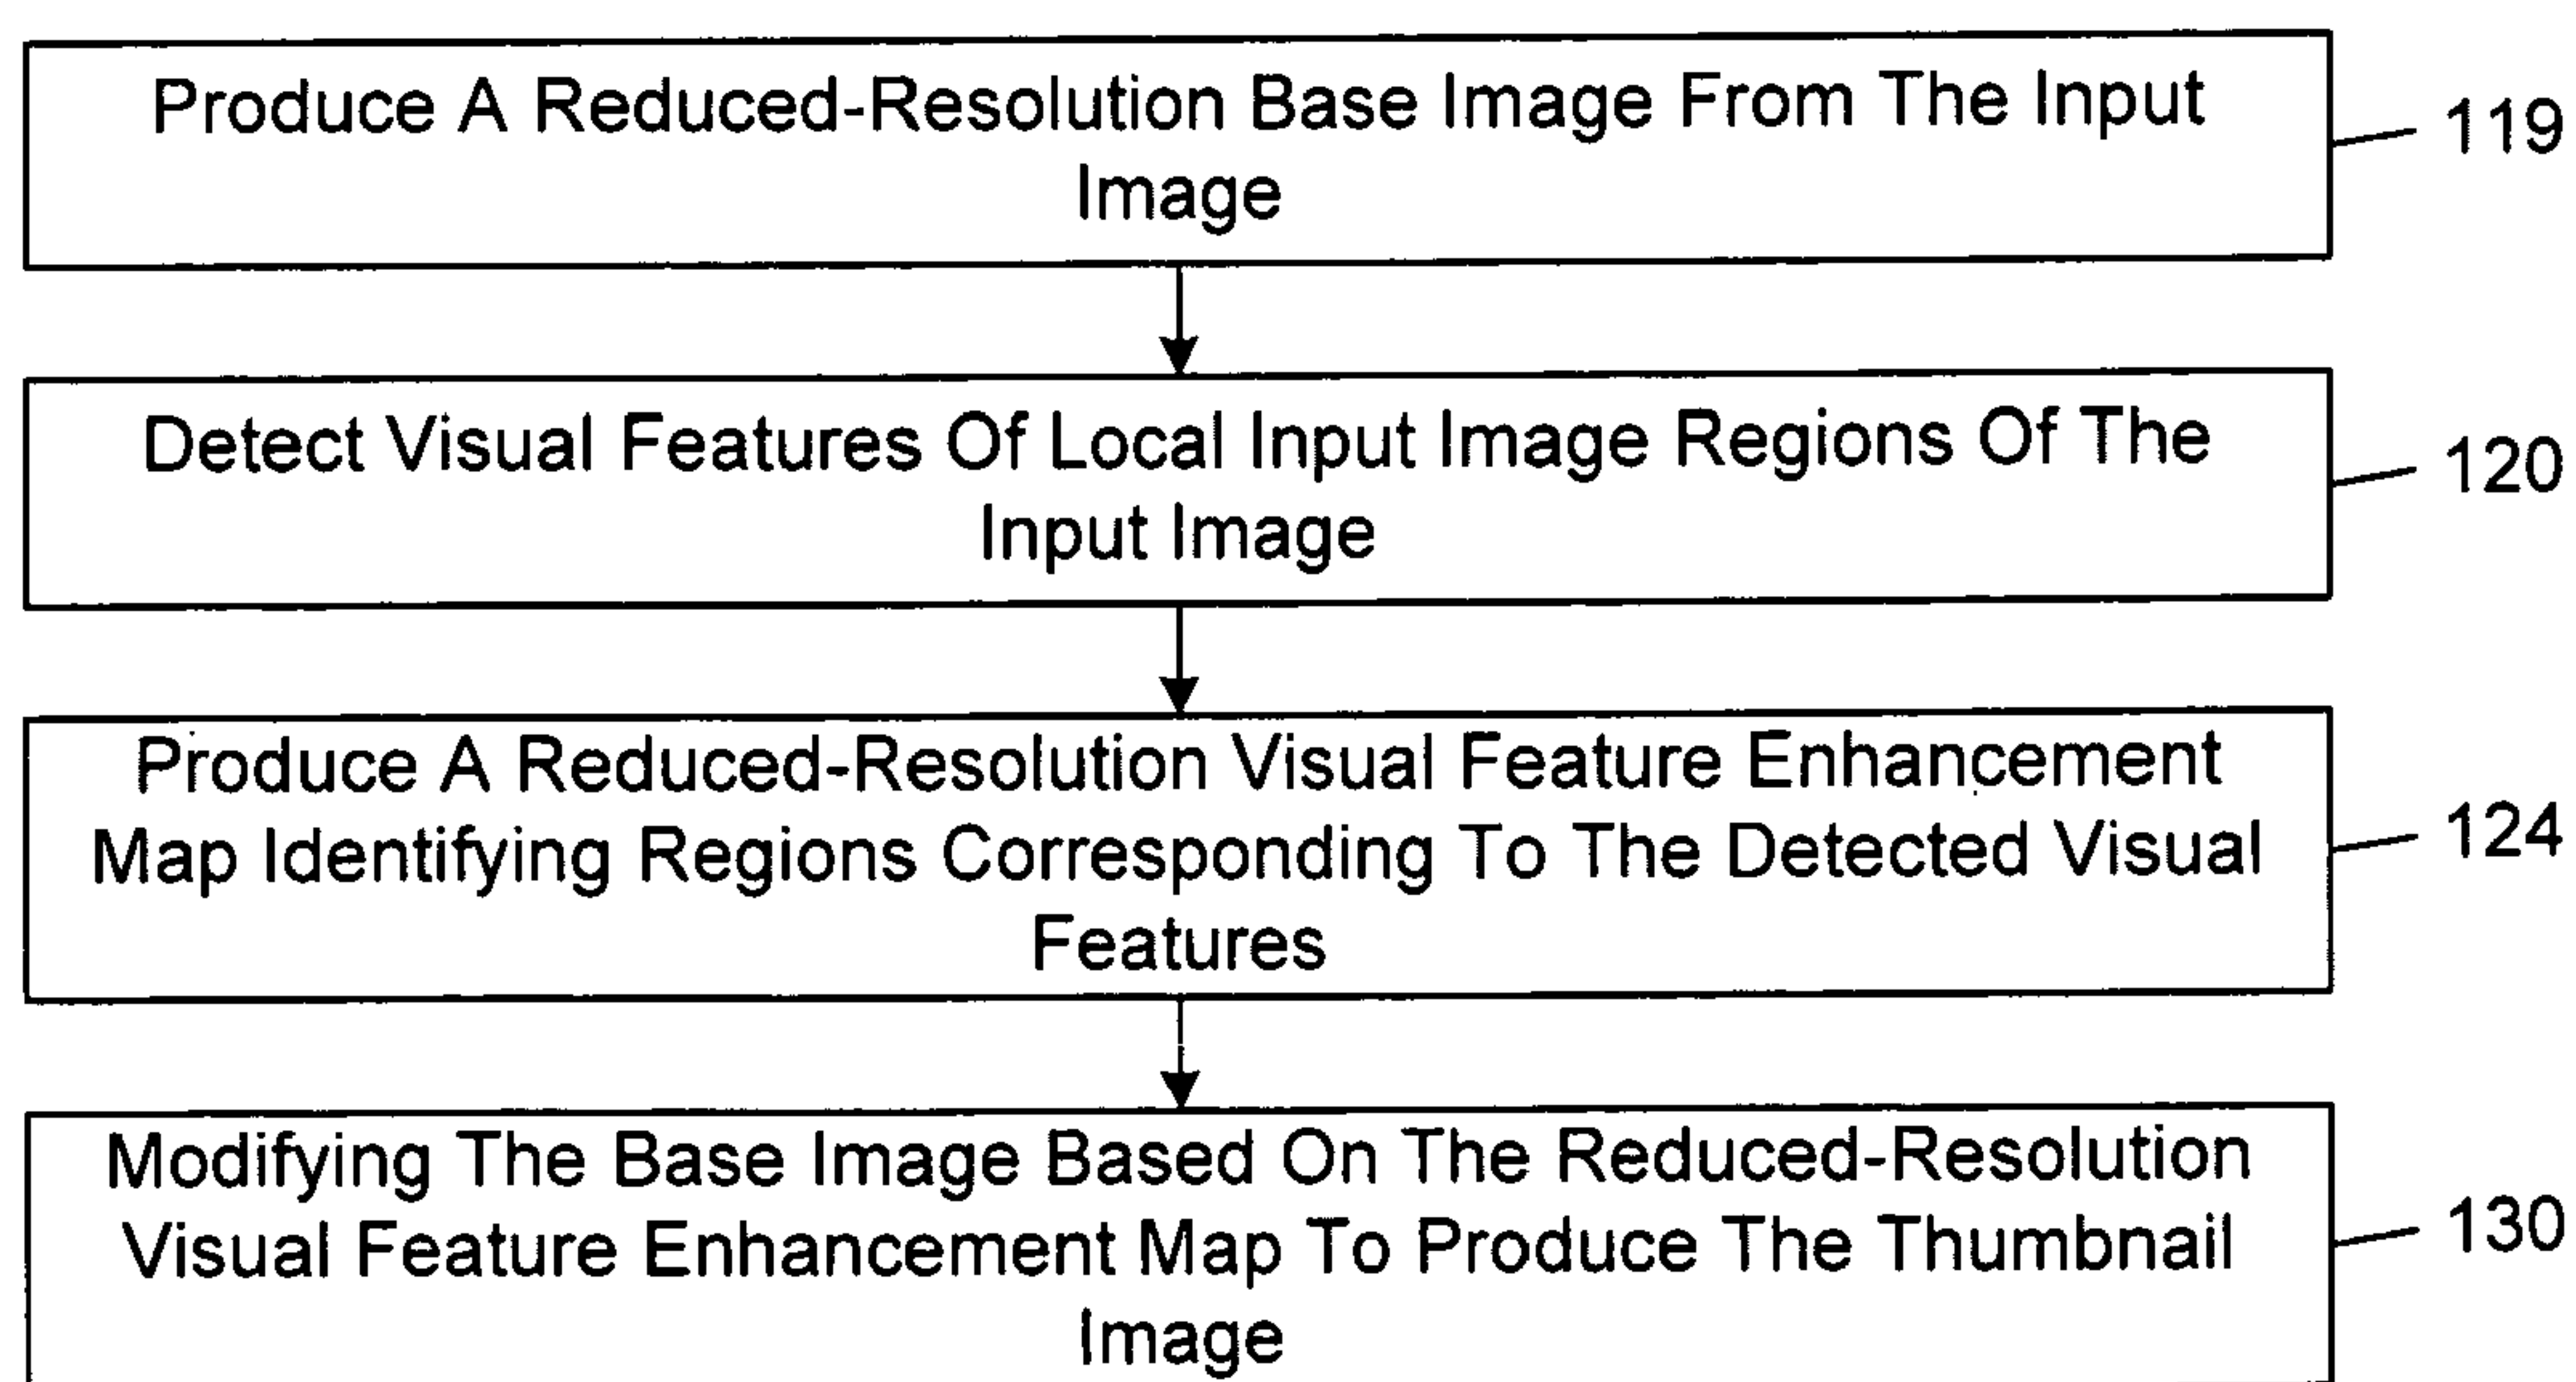 Produce A Reduced-Resolution Base Image From The Input
Image
119
Detect Visual Features Of Local Input Image Regions Of The
Input Image
120
Produce A Reduced-Resolution Visual Feature Enhancement
Map Identifying Regions Corresponding To The Detected Visual
Features
124
Modifying The Base Image Based On The Reduced-Resolution
Visual Feature Enhancement Map To Produce The Thumbnail
Image
130